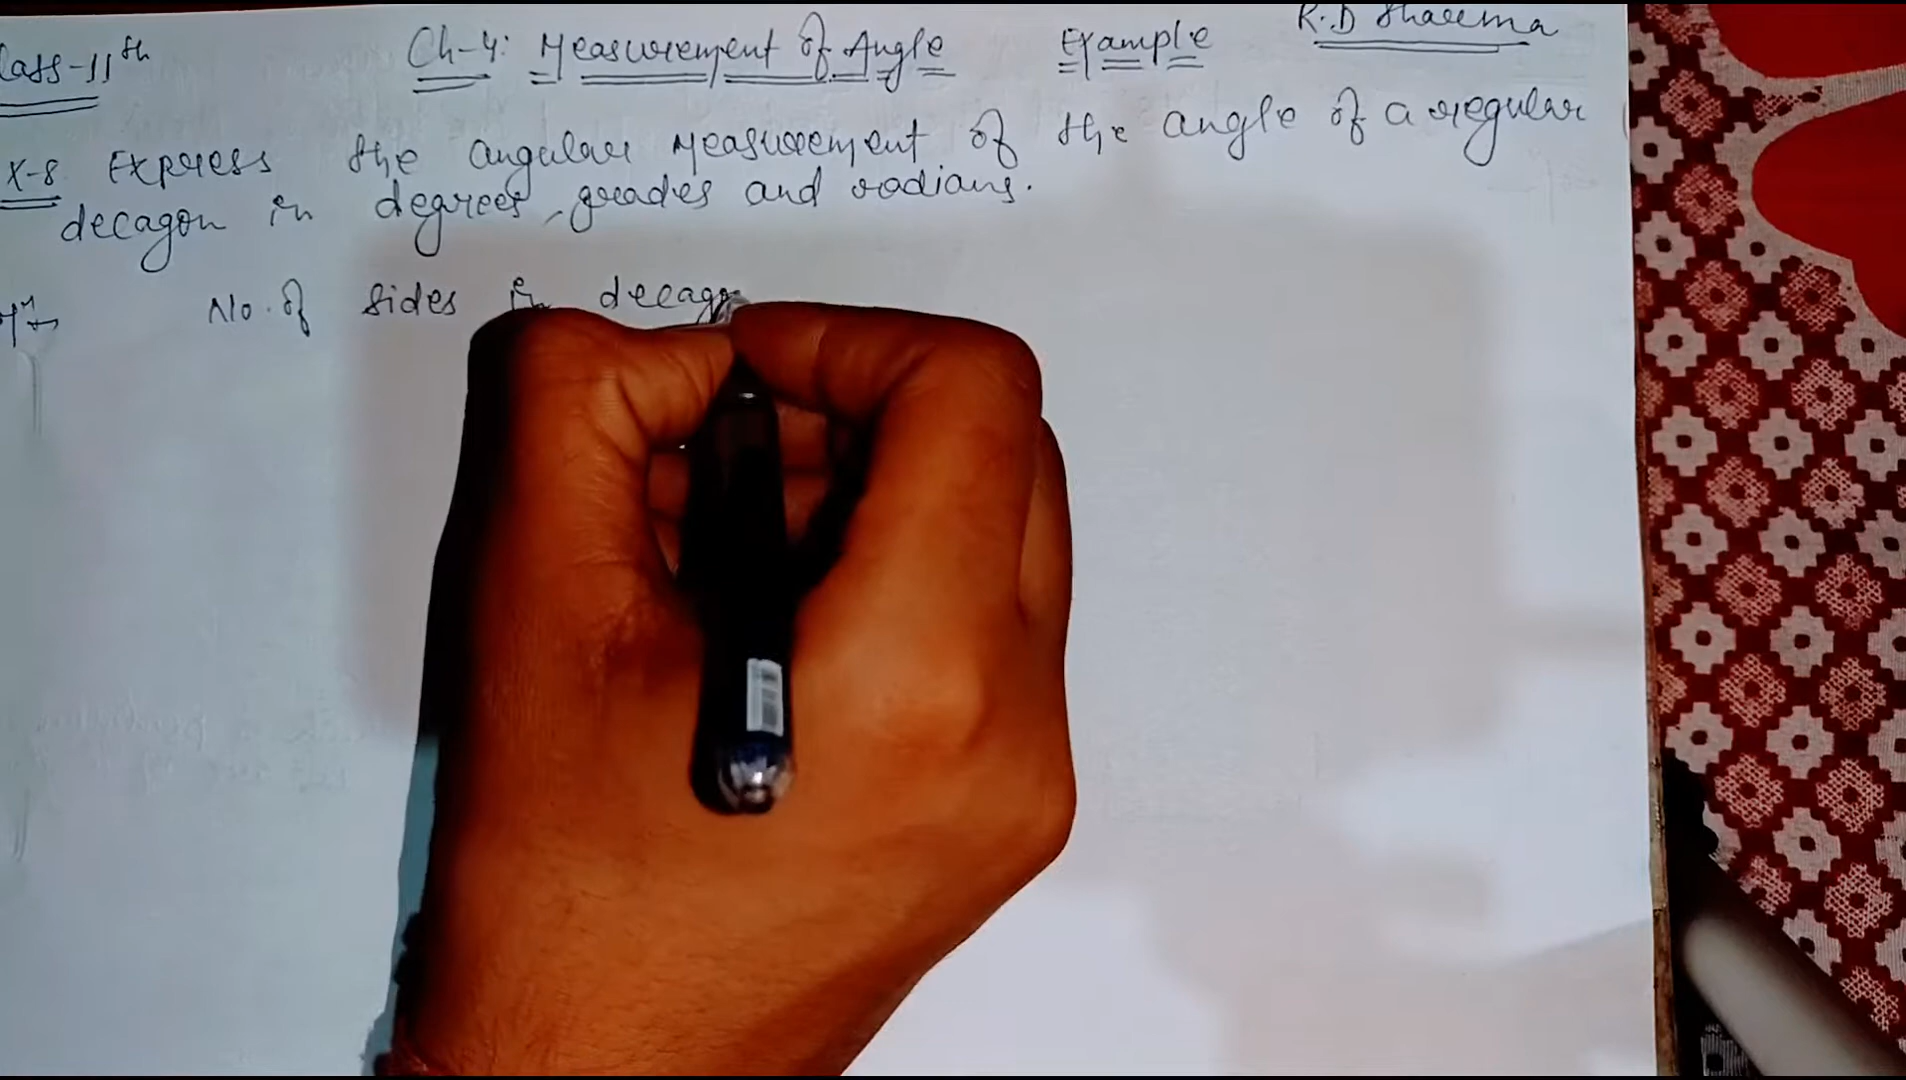 lass-11th Ch-4: Measurement of Angle Example R.D Sharma
X-8 Express the angular measurement of the angle of a regular
decagon in degrees, grades and radians.
No. of sides in decago